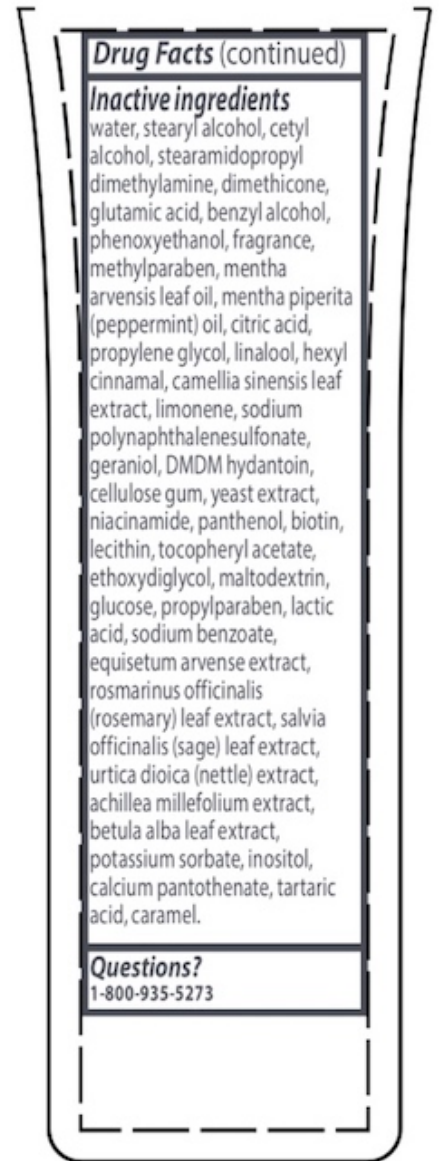 Drug Facts (continued)
Inactive ingredients
water, stearyl alcohol, cetyl
alcohol, stearamidopropyl
dimethylamine, dimethicone,
glutamic acid, benzyl alcohol,
phenoxyethanol, fragrance,
methylparaben, mentha
arvensis leaf oil, mentha piperita
(peppermint) oil, citric acid,
propylene glycol, linalool, hexyl
cinnamal, camellia sinensis leaf
extract, limonene, sodium
polynaphthalenesulfonate,
geraniol, DMDM hydantoin,
cellulose gum, yeast extract,
niacinamide, panthenol, biotin,
lecithin, tocopheryl acetate,
ethoxydiglycol, maltodextrin,
glucose, propylparaben, lactic
acid, sodium benzoate,
equisetum arvense extract,
rosmarinus officinalis
(rosemary) leaf extract, salvia
officinalis (sage) leaf extract,
urtica dioica (nettle) extract,
achillea millefolium extract,
betula alba leaf extract,
potassium sorbate, inositol,
calcium pantothenate, tartaric
acid, caramel.
Questions?
1-800-935-5273